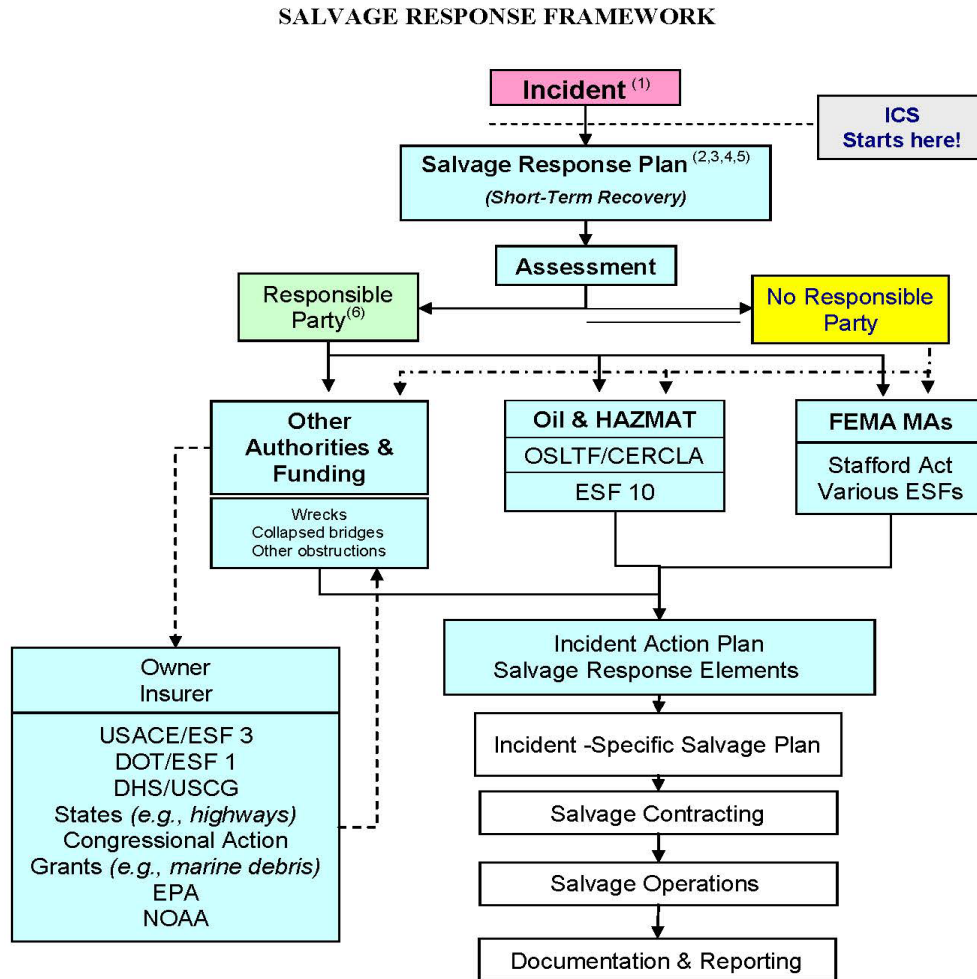 SALVAGE RESPONSE FRAMEWORK
Incident (1)
ICS
Starts here!
Salvage Response Plan (2,3,4,5)
(Short-Term Recovery)
Assessment
Responsible
Party(6)
No Responsible
Party
Other
Authorities &
Funding
Wrecks
Collapsed bridges
Other obstructions
Oil & HAZMAT
OSLTF/CERCLA
ESF 10
FEMA MAs
Stafford Act
Various ESFs
Owner
Insurer
USACE/ESF 3
DOT/ESF 1
DHS/USCG
States (e.g., highways)
Congressional Action
Grants (e.g., marine debris)
EPA
NOAA
Incident Action Plan
Salvage Response Elements
Incident -Specific Salvage Plan
Salvage Contracting
Salvage Operations
Documentation & Reporting